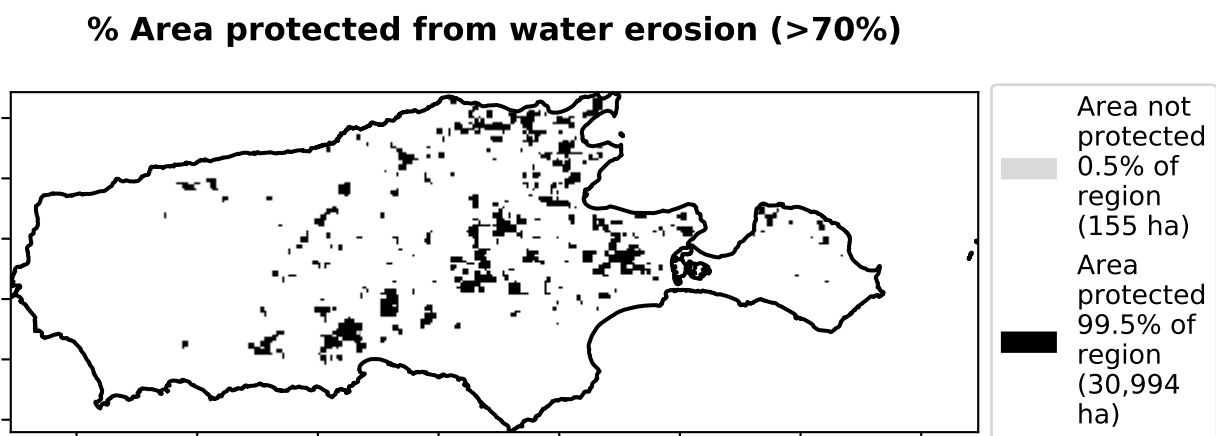 % Area protected from water erosion (>70%)
Area not
protected
0.5% of
region
(155 ha)
Area
protected
99.5% of
region
(30,994
ha)